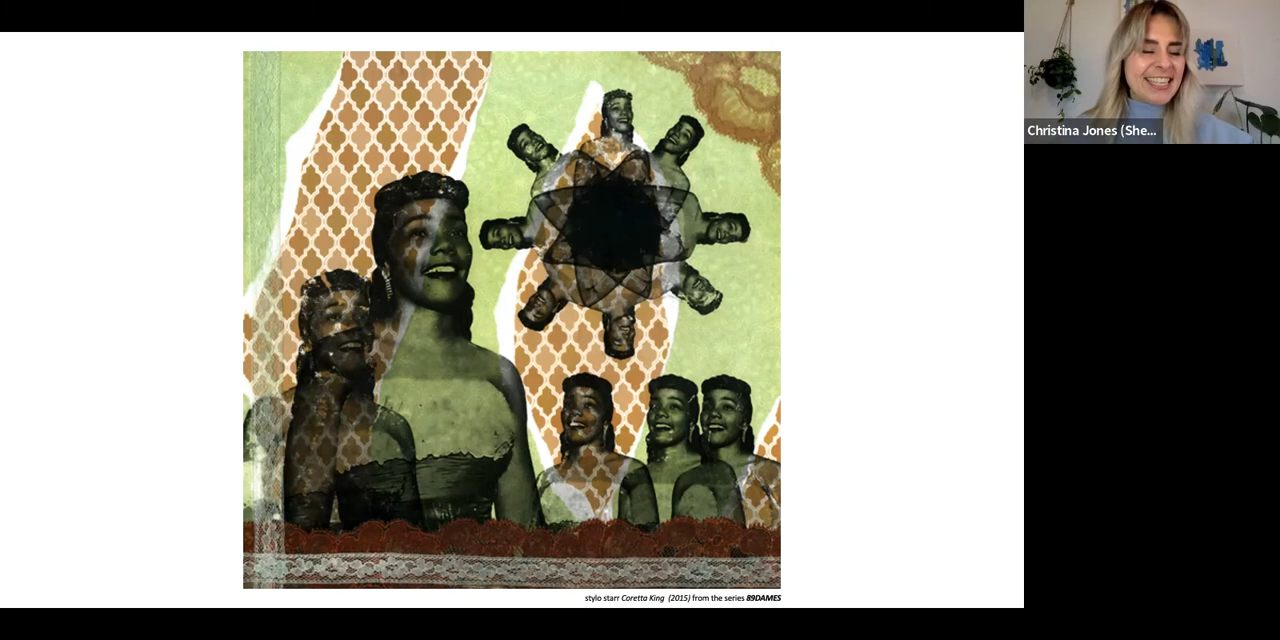 Christina Jones (She...
stylo starr Coretta King (2015) from the series 89DAMES